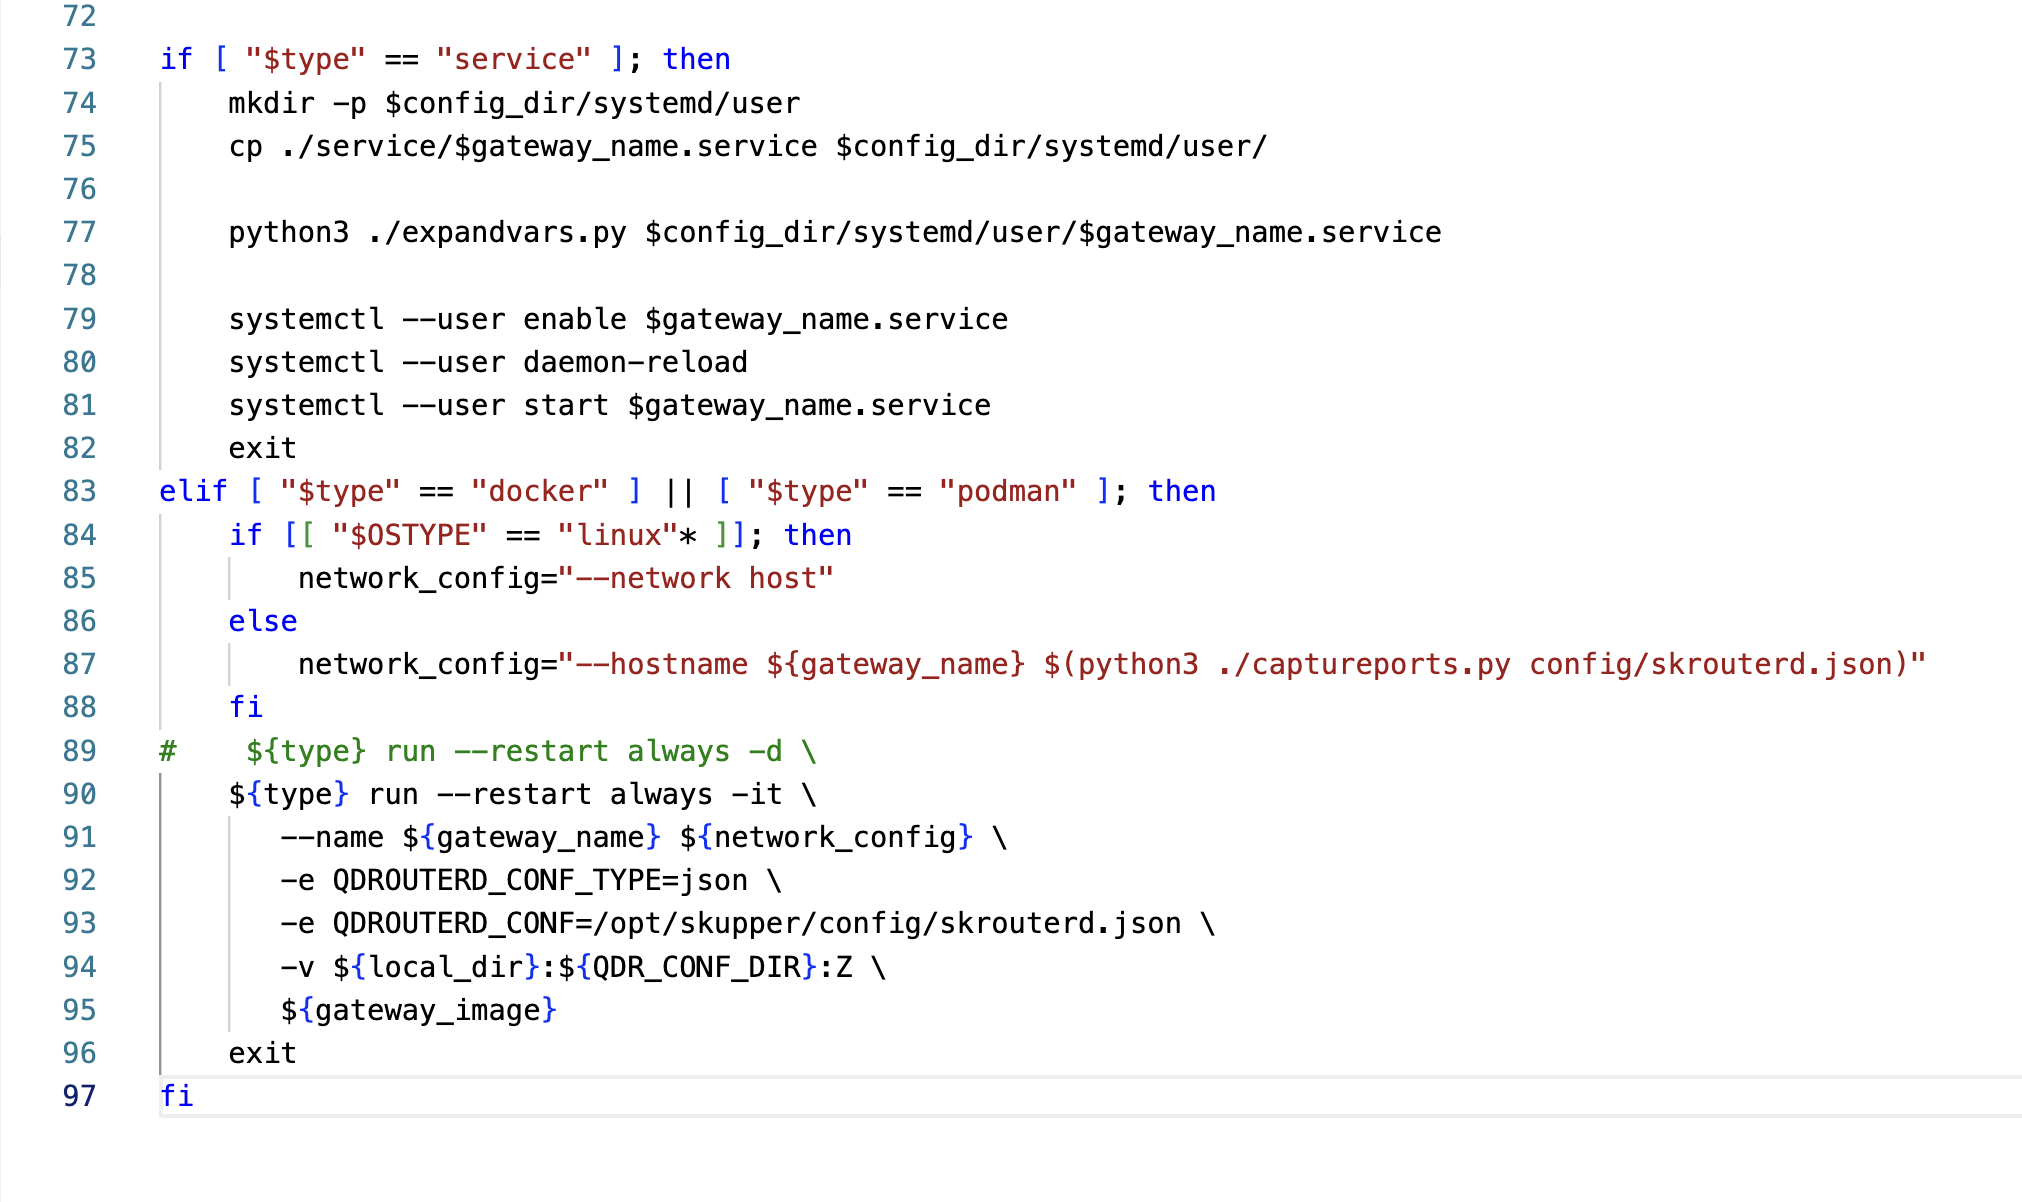 72
73 if [ "$type" == "service" ]; then
74     mkdir -p $config_dir/systemd/user
75     cp ./service/$gateway_name.service $config_dir/systemd/user/
76
77     python3 ./expandvars.py $config_dir/systemd/user/$gateway_name.service
78
79     systemctl --user enable $gateway_name.service
80     systemctl --user daemon-reload
81     systemctl --user start $gateway_name.service
82     exit
83 elif [ "$type" == "docker" ] || [ "$type" == "podman" ]; then
84     if [[ "$OSTYPE" == "linux"* ]]; then
85         network_config="--network host"
86     else
87         network_config="--hostname ${gateway_name} $(python3 ./captureports.py config/skrouterd.json)"
88     fi
89 #    ${type} run --restart always -d \
90     ${type} run --restart always -it \
91        --name ${gateway_name} ${network_config} \
92        -e QDROUTERD_CONF_TYPE=json \
93        -e QDROUTERD_CONF=/opt/skupper/config/skrouterd.json \
94        -v ${local_dir}:${QDR_CONF_DIR}:Z \
95        ${gateway_image}
96     exit
97 fi